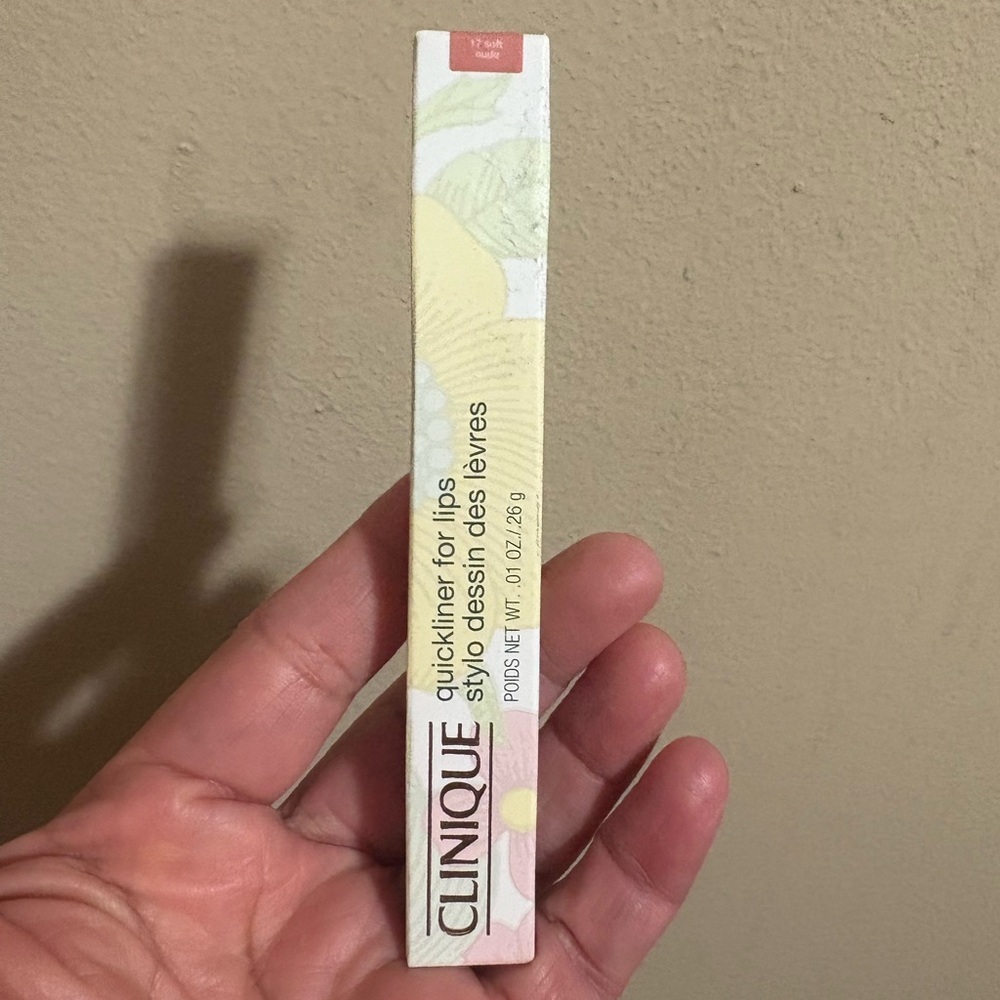 17 soft
nude
CLINIQUE
quickliner for lips
stylo dessin des lèvres
POIDS NET WT. .01 OZ./.26 g